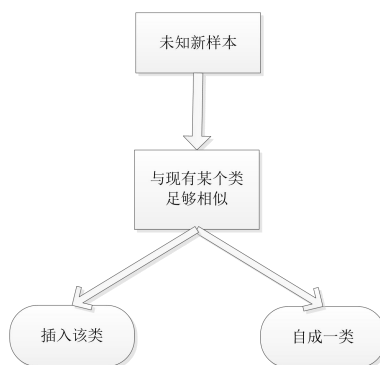 未知新样本
与现有某个类
足够相似
插入该类
自成一类